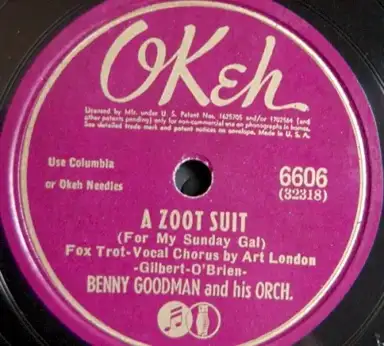 OKeh
Licensed by Mfr. under U. S. Patent Nos. 1625705 and/or 1702564 (and
other patents pending) only for non-commercial use on phonographs in homes.
See detailed trade mark and patent notices on envelope. Made in U. S. A.
Use Columbia
or Okeh Needles
6606
(32318)
A ZOOT SUIT
(For My Sunday Gal)
Fox Trot-Vocal Chorus by Art London
-Gilbert-O'Brien-
BENNY GOODMAN and his ORCH.